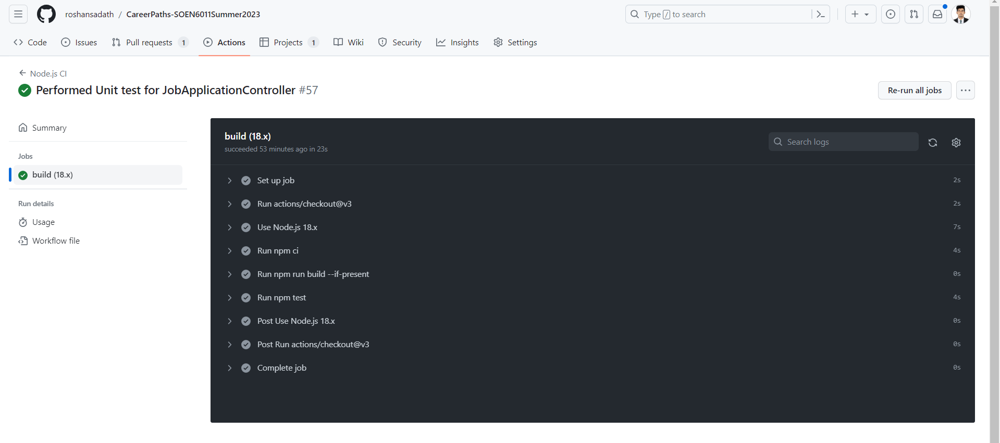 roshansadath / CareerPaths-SOEN6011Summer2023
Type / to search
Code
Issues
Pull requests 1
Actions
Projects 1
Wiki
Security
Insights
Settings
Node.js CI
Performed Unit test for JobApplicationController #57
Re-run all jobs
Summary
Jobs
build (18.x)
Run details
Usage
Workflow file
build (18.x)
succeeded 53 minutes ago in 23s
Search logs
Set up job 2s
Run actions/checkout@v3 2s
Use Node.js 18.x 7s
Run npm ci 4s
Run npm run build --if-present 0s
Run npm test 4s
Post Use Node.js 18.x 0s
Post Run actions/checkout@v3 0s
Complete job 0s